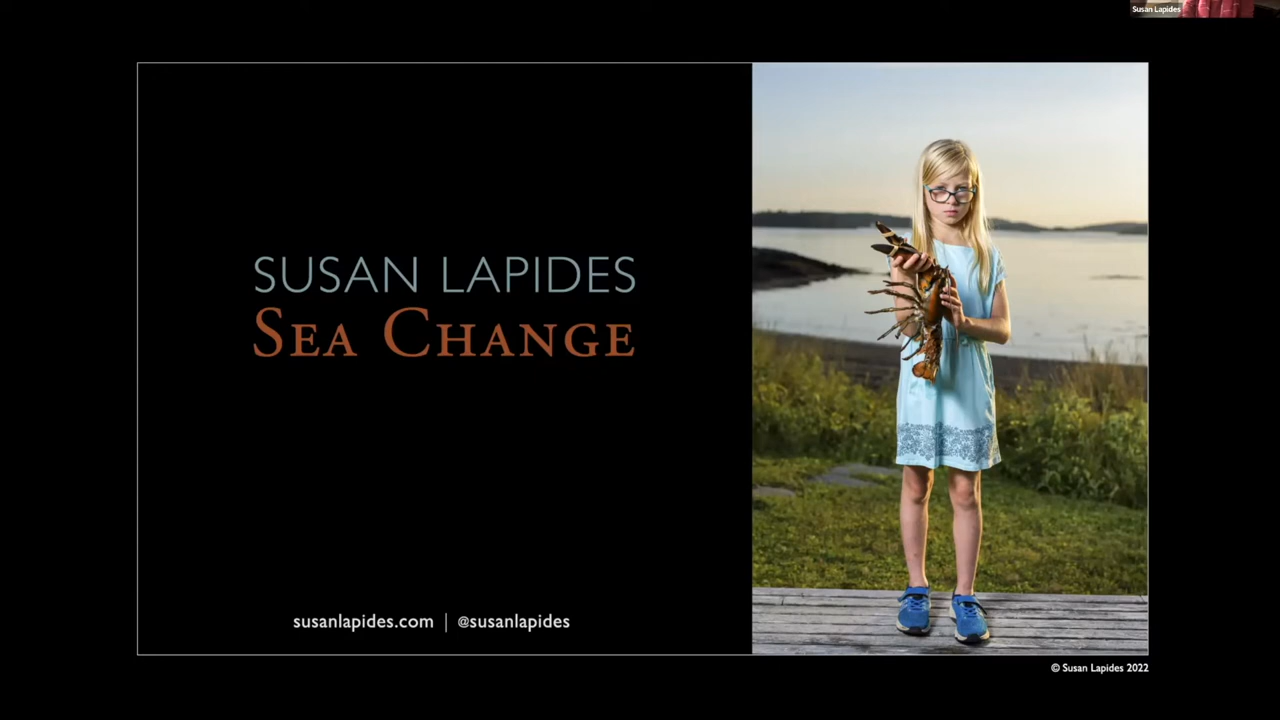 Susan Lapides
SUSAN LAPIDES
SEA CHANGE
susanlapides.com | @susanlapides
© Susan Lapides 2022